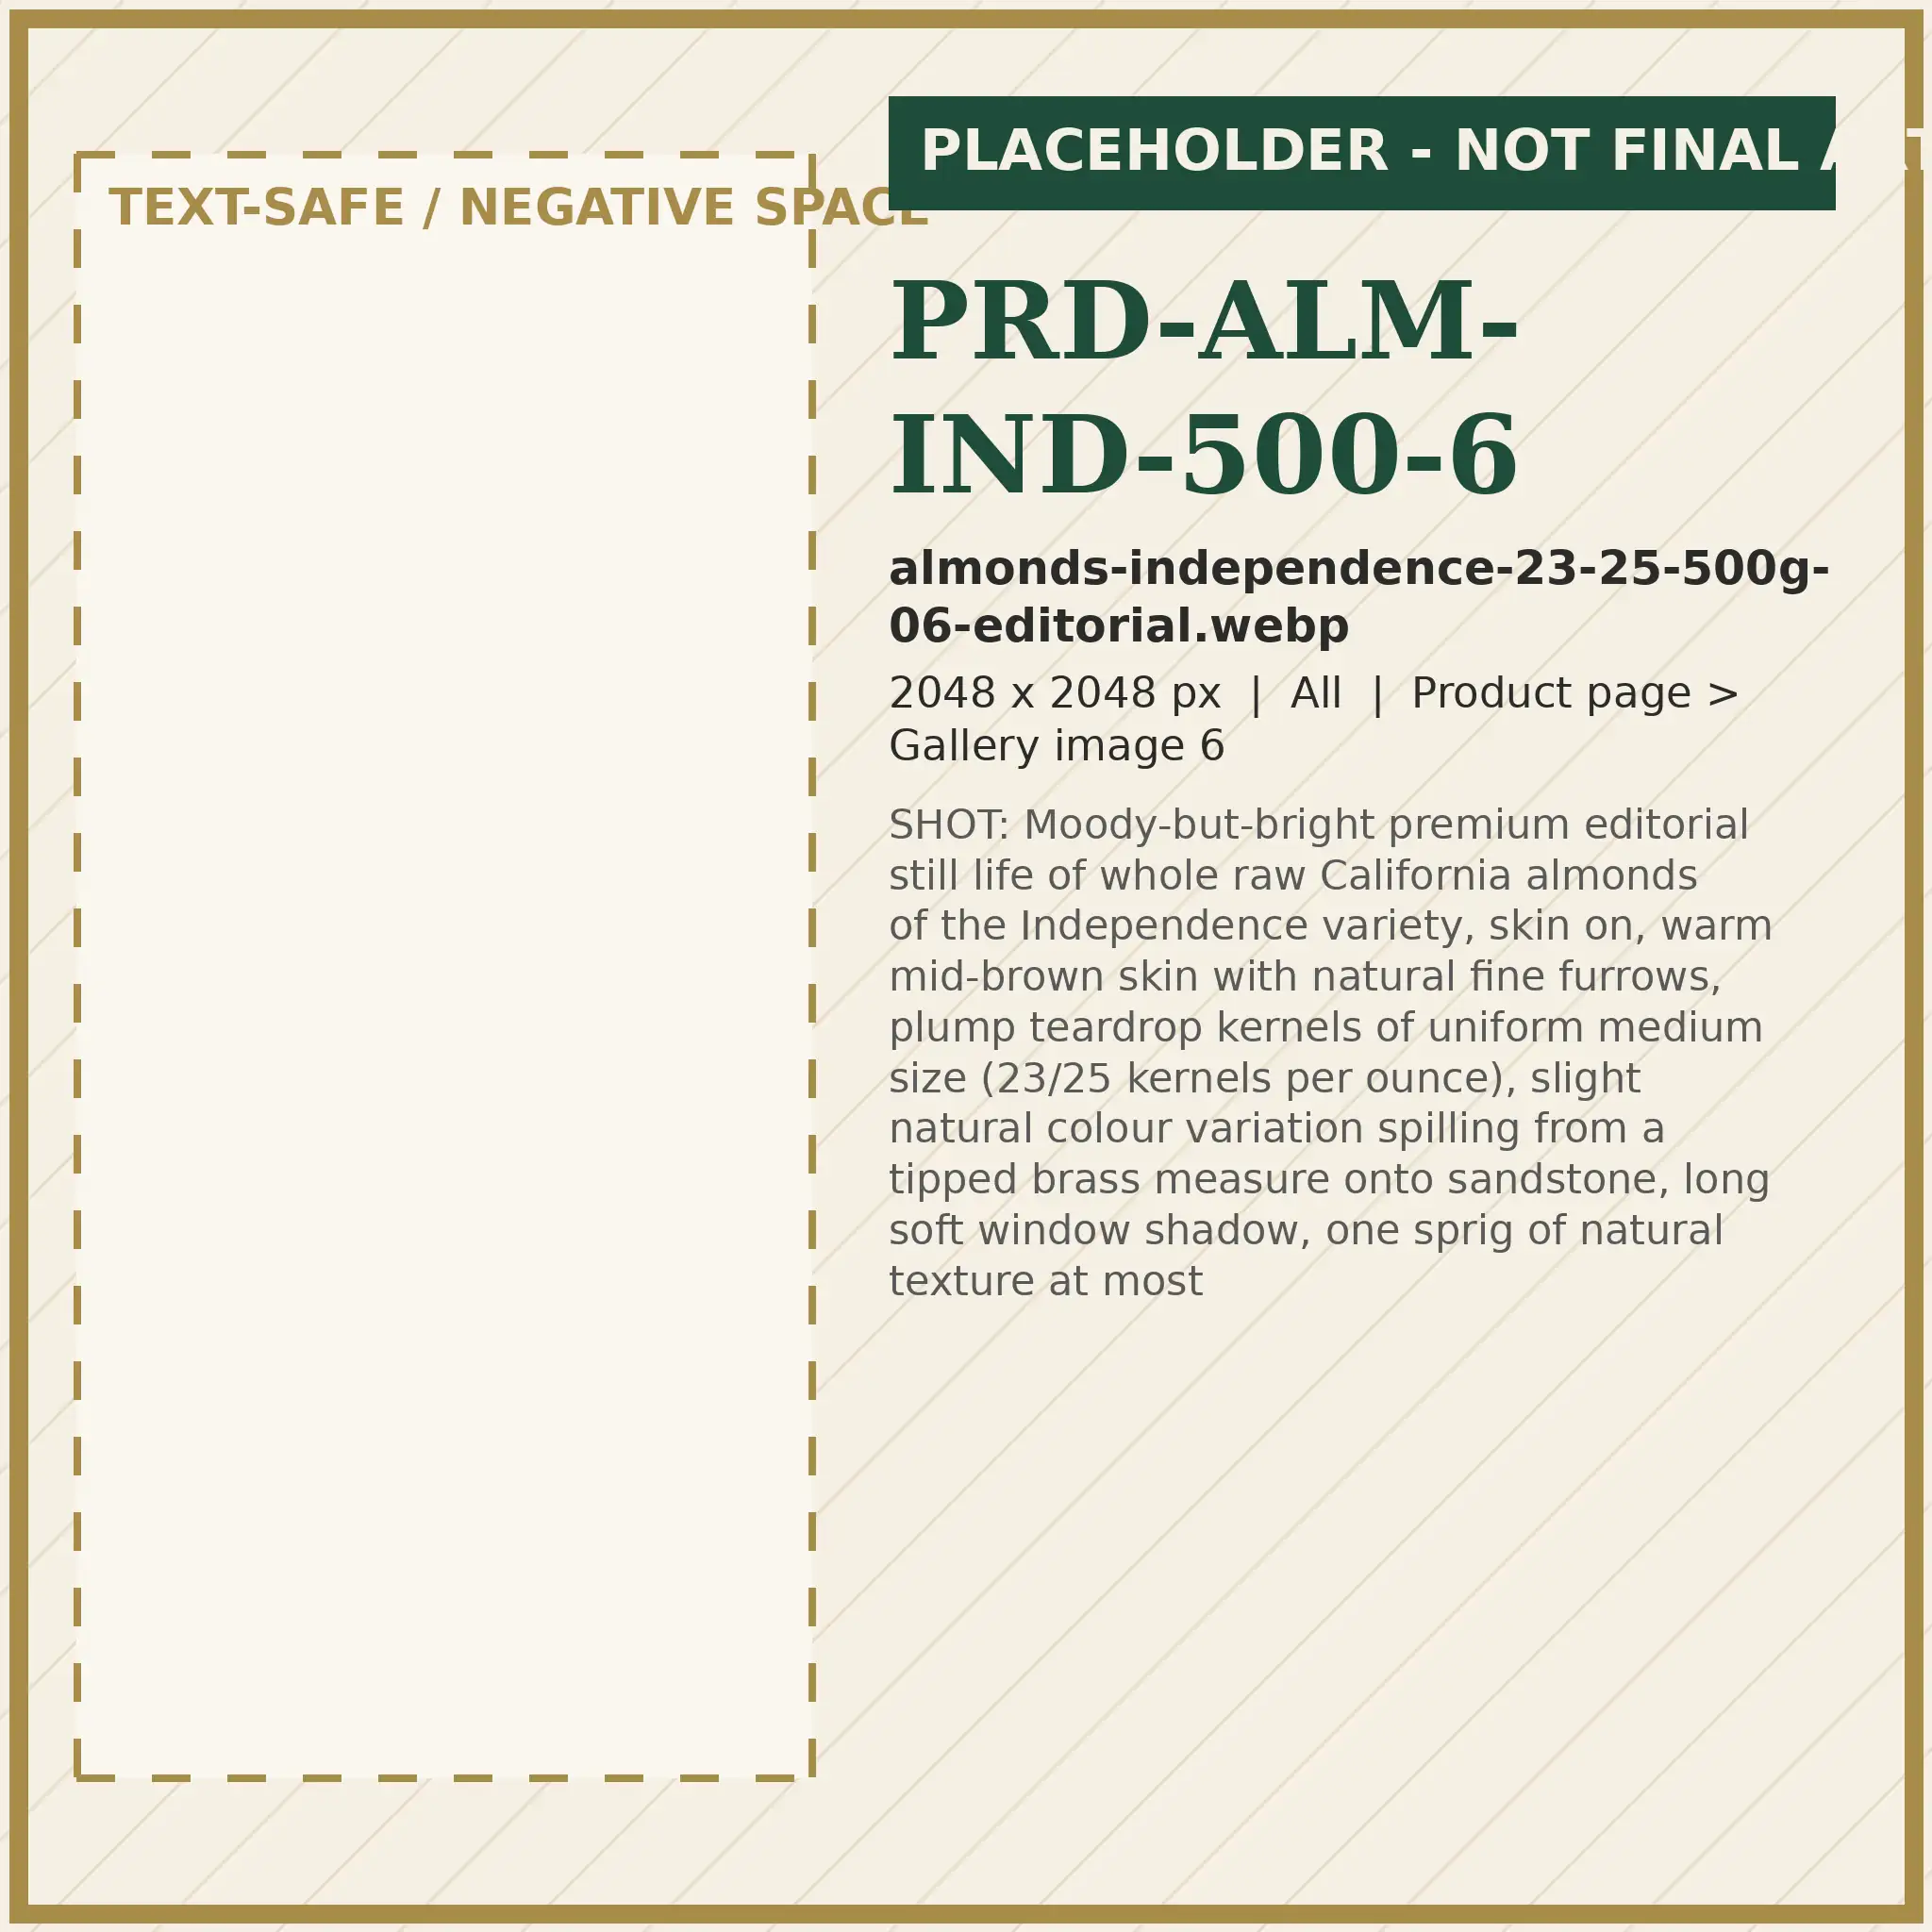 TEXT-SAFE / NEGATIVE SPACE
PLACEHOLDER - NOT FINAL
PRD-ALM-
IND-500-6
almonds-independence-23-25-500g-
06-editorial.webp
2048 x 2048 px | All | Product page >
Gallery image 6
SHOT: Moody-but-bright premium editorial
still life of whole raw California almonds
of the Independence variety, skin on, warm
mid-brown skin with natural fine furrows,
plump teardrop kernels of uniform medium
size (23/25 kernels per ounce), slight
natural colour variation spilling from a
tipped brass measure onto sandstone, long
soft window shadow, one sprig of natural
texture at most